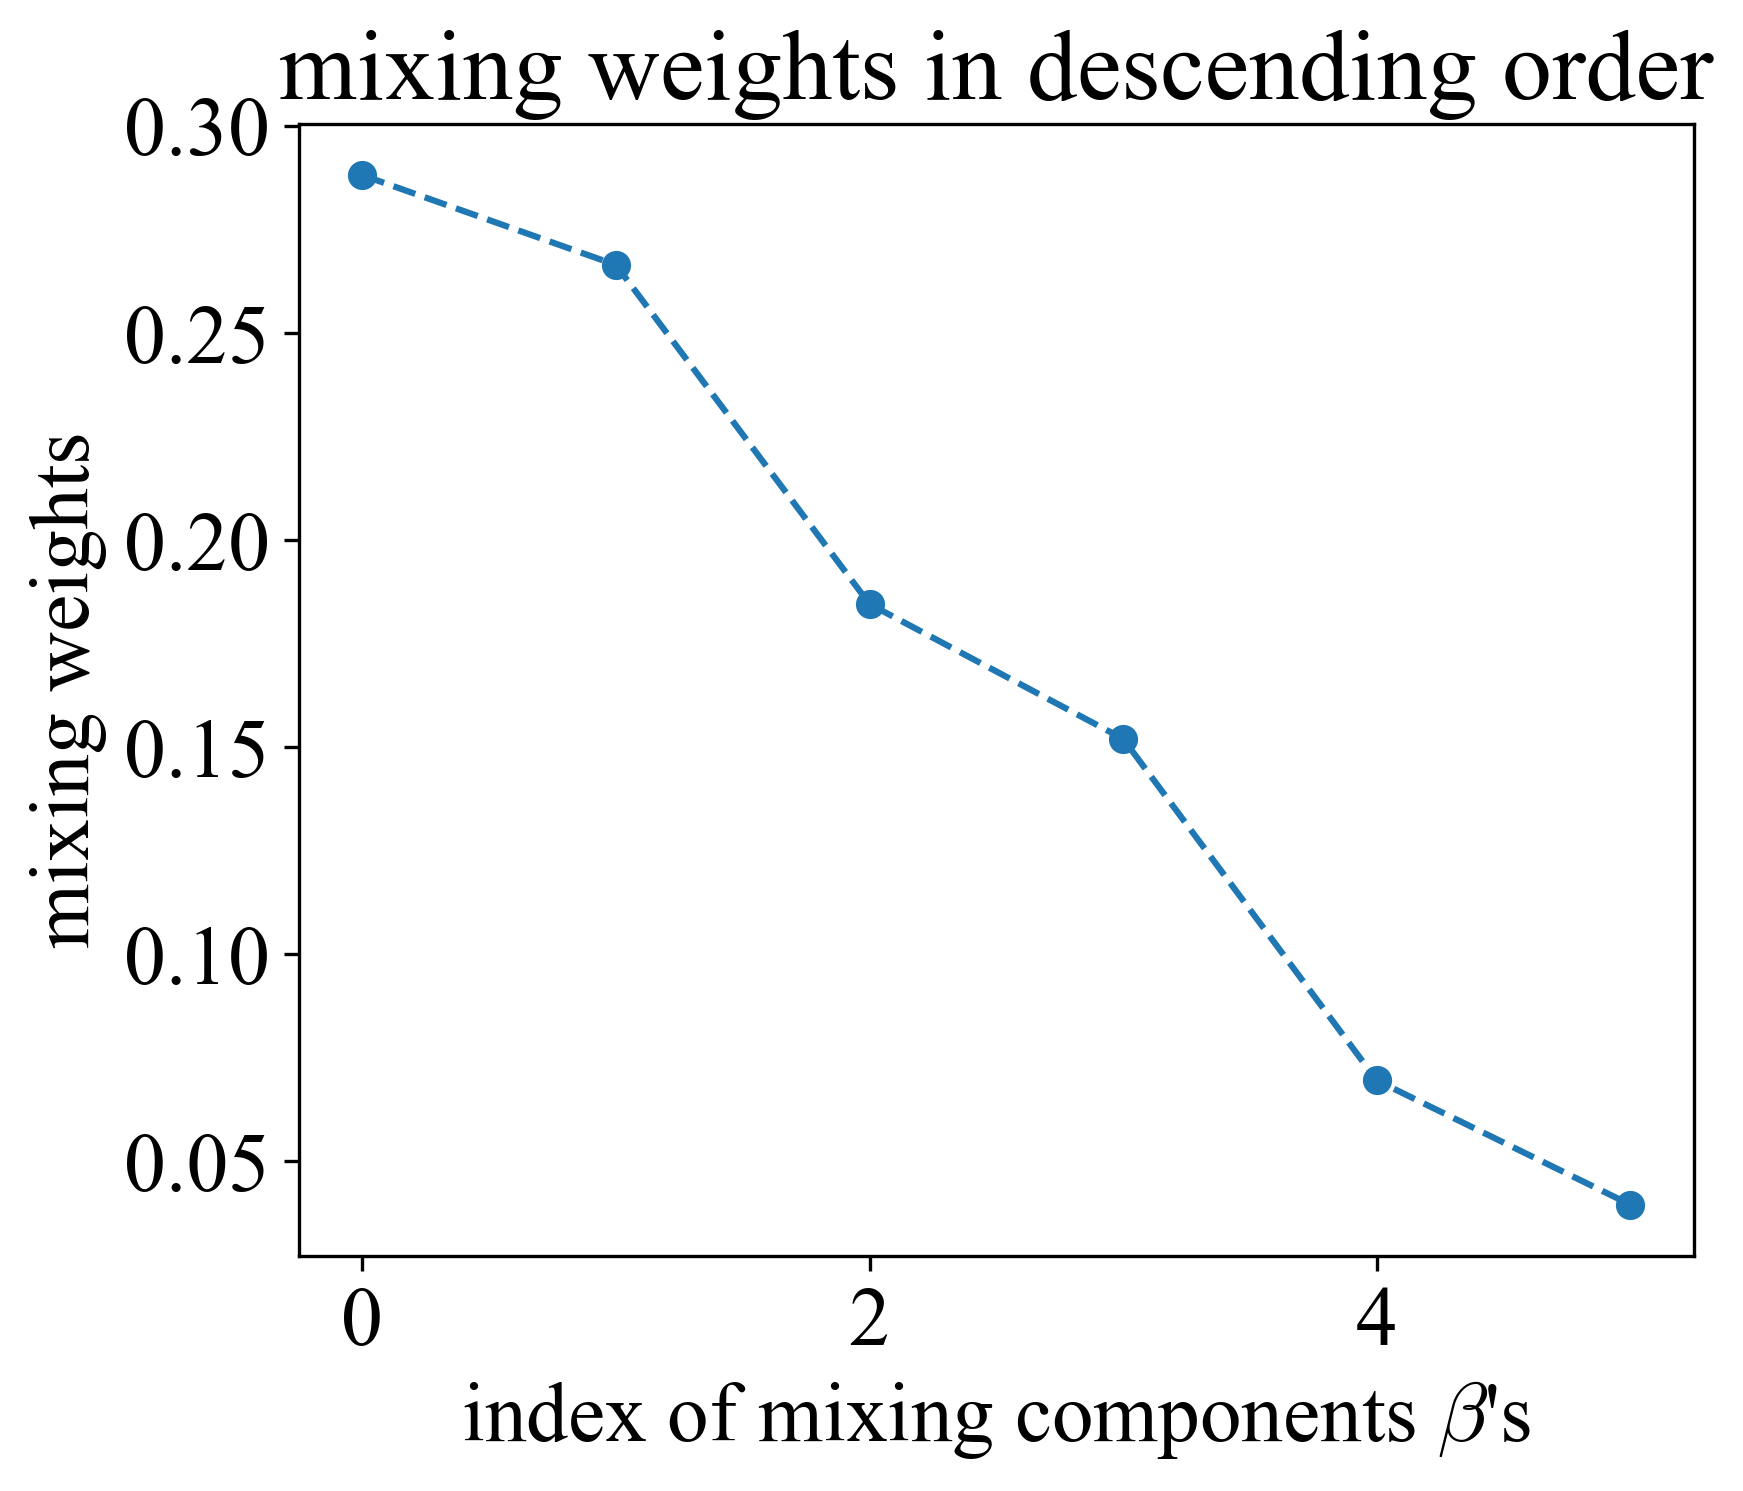 mixing weights in descending order
0.30
0.25
0.20
0.15
0.10
0.05
mixing weights
0 2 4
index of mixing components β's